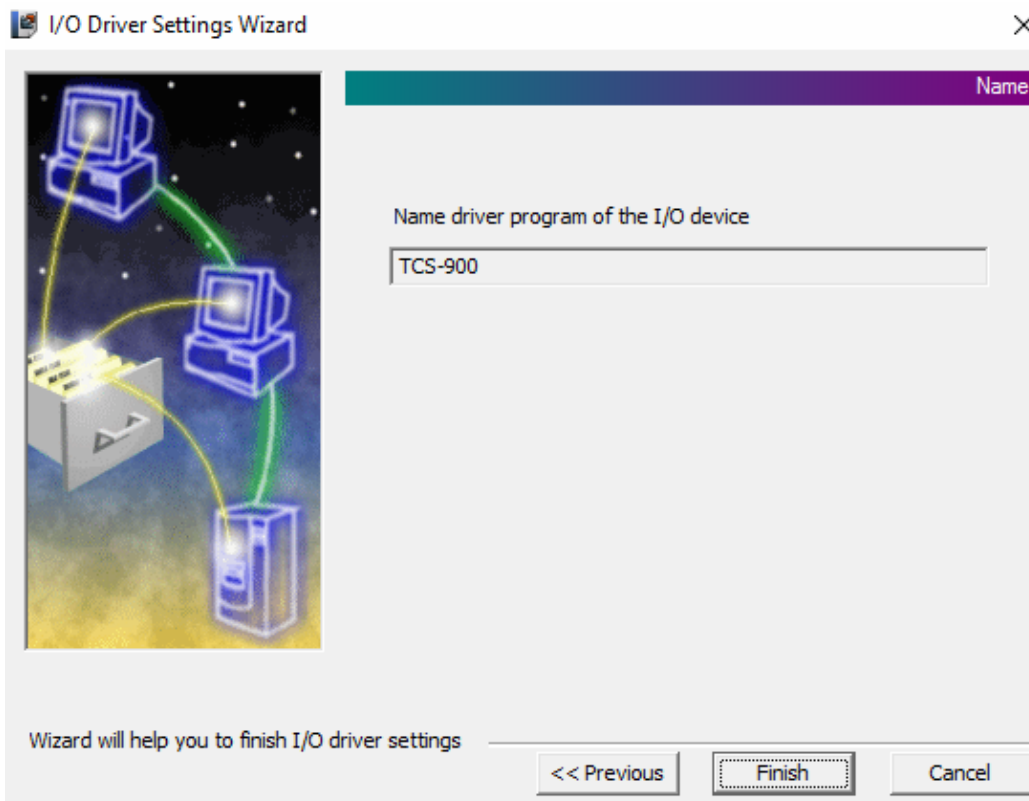 I/O Driver Settings Wizard
Name
Name driver program of the I/O device
TCS-900
Wizard will help you to finish I/O driver settings
<< Previous
Finish
Cancel